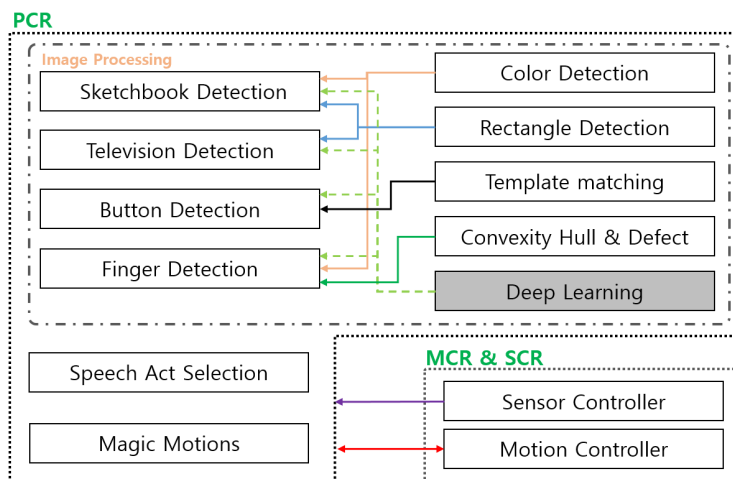 PCR
Image Processing
Sketchbook Detection
Television Detection
Button Detection
Finger Detection
Color Detection
Rectangle Detection
Template matching
Convexity Hull & Defect
Deep Learning
Speech Act Selection
Magic Motions
MCR & SCR
Sensor Controller
Motion Controller